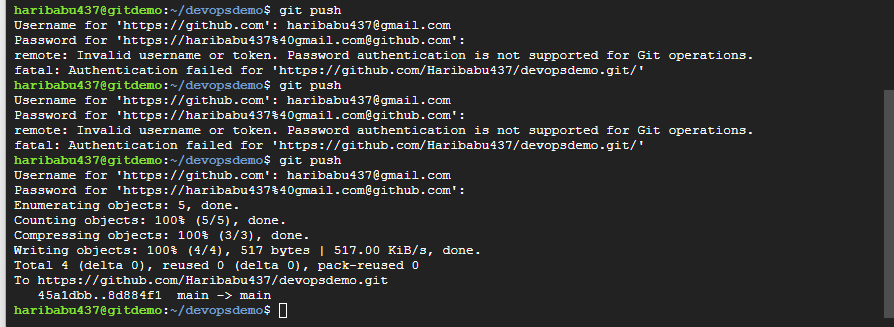 haribabu437@gitdemo:~/devopsdemo$ git push
Username for 'https://github.com': haribabu437@gmail.com
Password for 'https://haribabu437%40gmail.com@github.com':
remote: Invalid username or token. Password authentication is not supported for Git operations.
fatal: Authentication failed for 'https://github.com/Haribabu437/devopsdemo.git/'
haribabu437@gitdemo:~/devopsdemo$ git push
Username for 'https://github.com': haribabu437@gmail.com
Password for 'https://haribabu437%40gmail.com@github.com':
remote: Invalid username or token. Password authentication is not supported for Git operations.
fatal: Authentication failed for 'https://github.com/Haribabu437/devopsdemo.git/'
haribabu437@gitdemo:~/devopsdemo$ git push
Username for 'https://github.com': haribabu437@gmail.com
Password for 'https://haribabu437%40gmail.com@github.com':
Enumerating objects: 5, done.
Counting objects: 100% (5/5), done.
Compressing objects: 100% (3/3), done.
Writing objects: 100% (4/4), 517 bytes | 517.00 KiB/s, done.
Total 4 (delta 0), reused 0 (delta 0), pack-reused 0
To https://github.com/Haribabu437/devopsdemo.git
   45a1dbb..8d884f1  main -> main
haribabu437@gitdemo:~/devopsdemo$